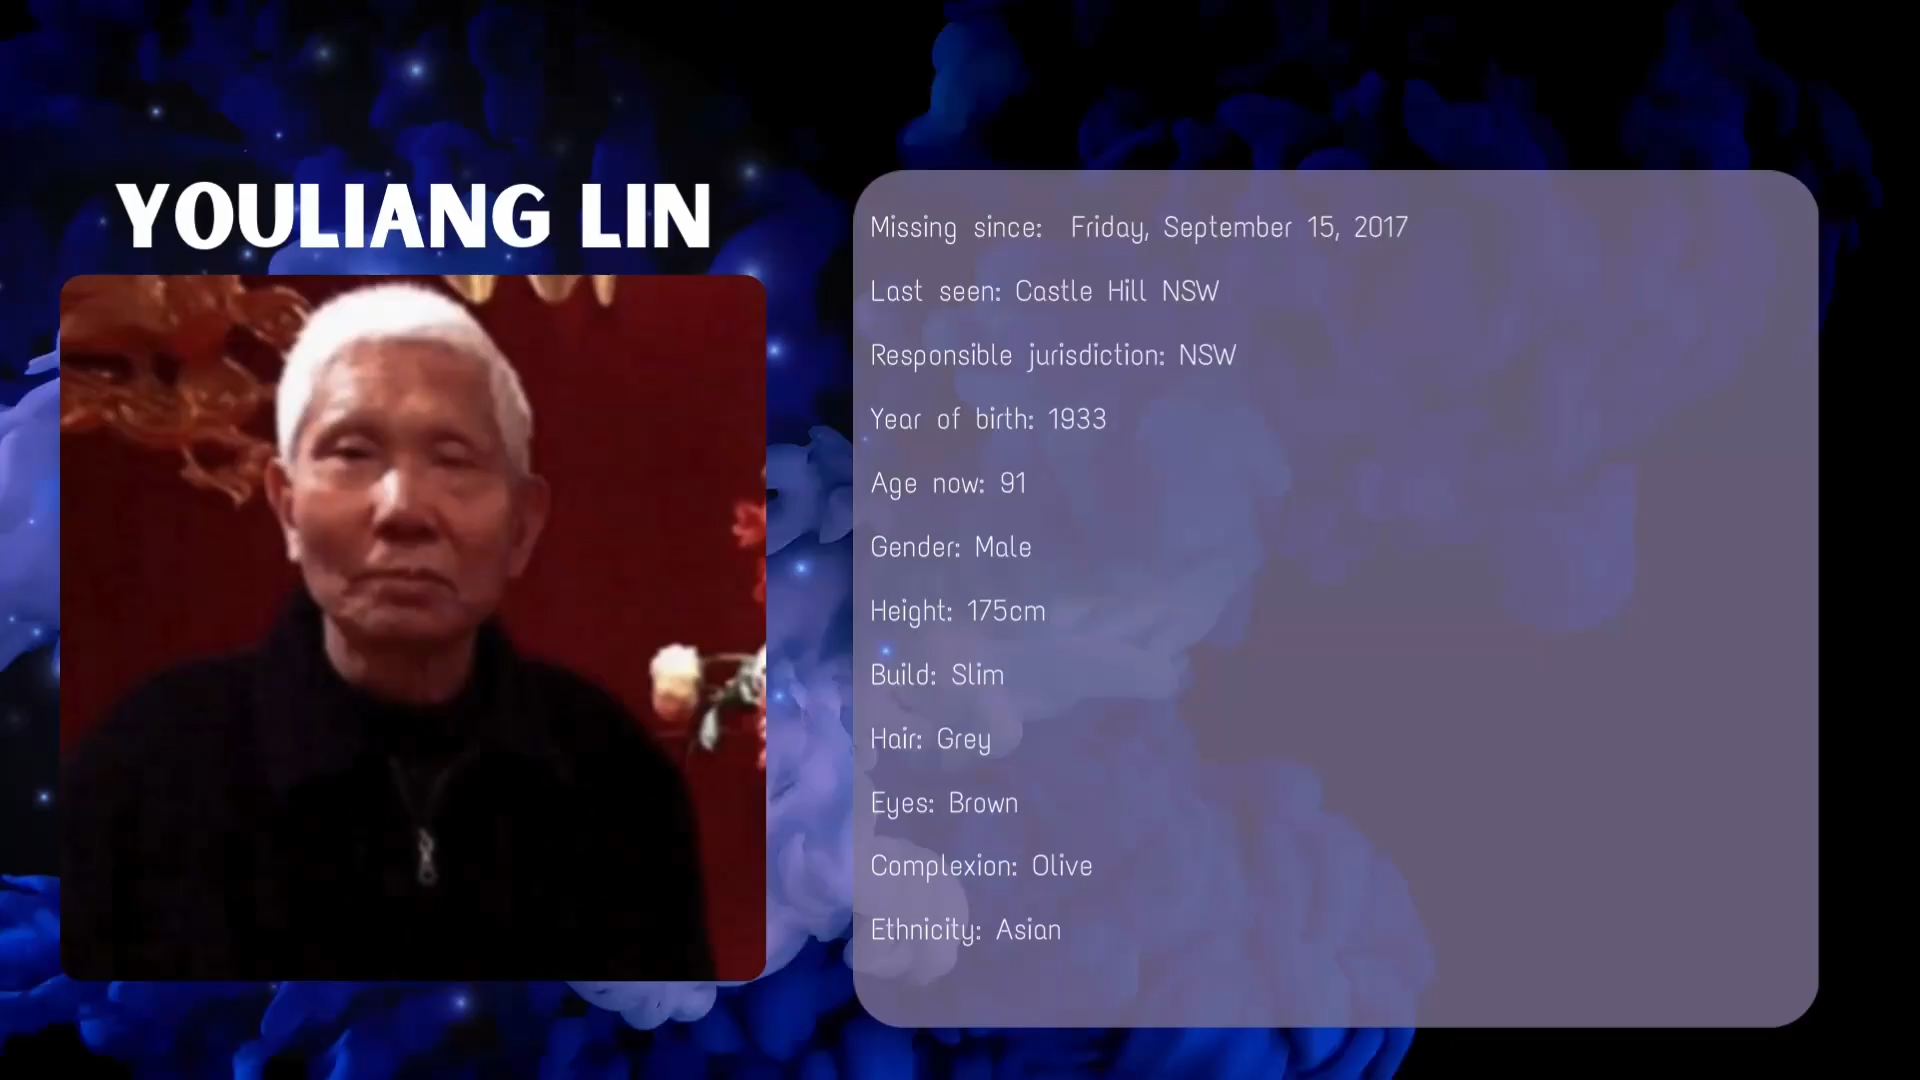 YOULIANG LIN
Missing since: Friday, September 15, 2017
Last seen: Castle Hill NSW
Responsible jurisdiction: NSW
Year of birth: 1933
Age now: 91
Gender: Male
Height: 175cm
Build: Slim
Hair: Grey
Eyes: Brown
Complexion: Olive
Ethnicity: Asian